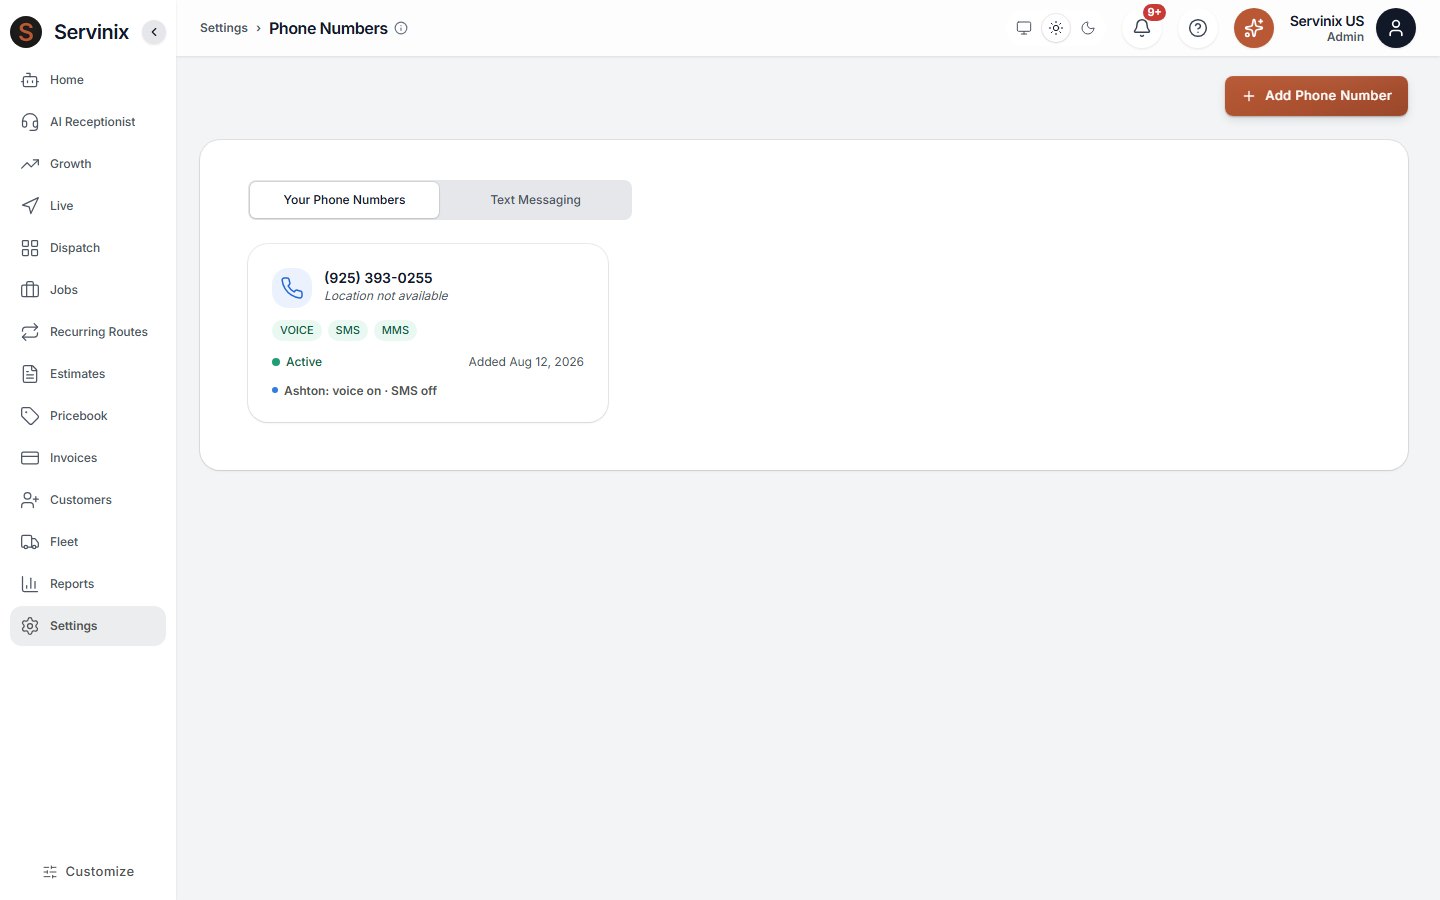 S Servinix
Home
AI Receptionist
Growth
Live
Dispatch
Jobs
Recurring Routes
Estimates
Pricebook
Invoices
Customers
Fleet
Reports
Settings
Customize
Settings › Phone Numbers
9+
Servinix US
Admin
+ Add Phone Number
Your Phone Numbers
Text Messaging
(925) 393-0255
Location not available
VOICE SMS MMS
Active
Added Aug 12, 2026
Ashton: voice on · SMS off